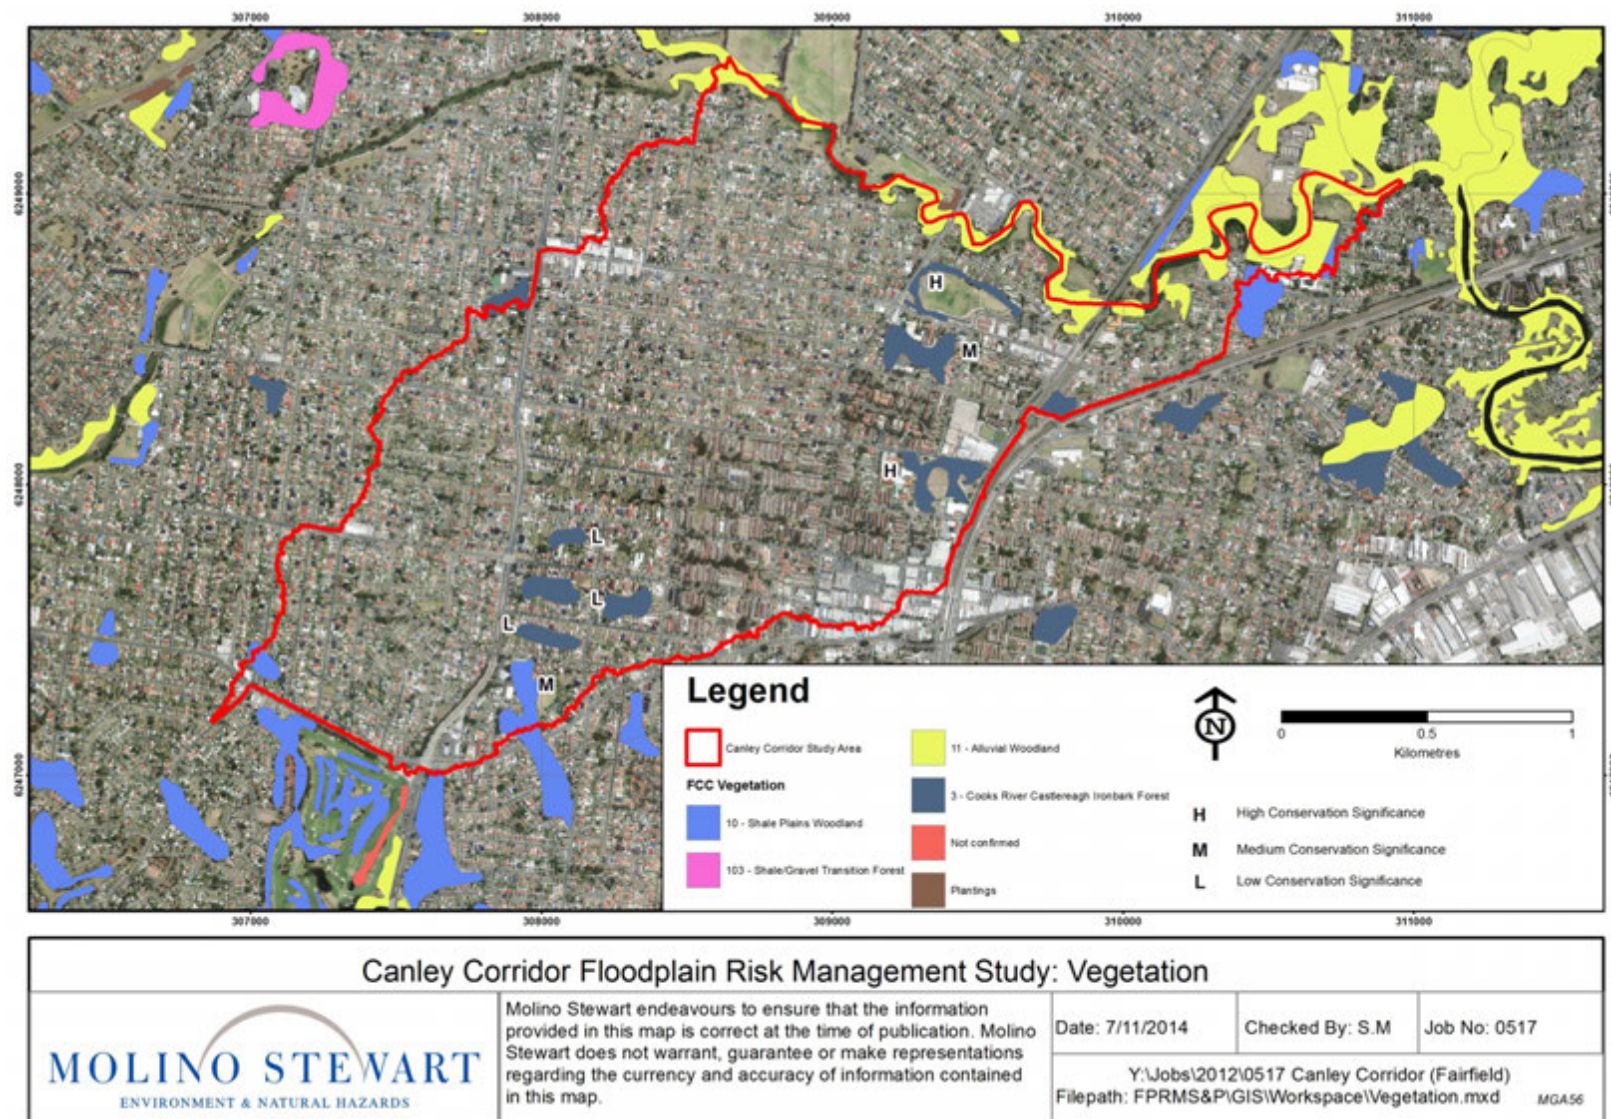 307000 308000 309000 310000 311000
6249000
H
M
H
6248000
L
L
L
M
6247000
Legend
Canley Corridor Study Area
FCC Vegetation
10 - Shale Plains Woodland
103 - Shale/Gravel Transition Forest
11 - Alluvial Woodland
3 - Cooks River Castlereagh Ironbark Forest
Not confirmed
Plantings
N
0 0.5 1
Kilometres
H High Conservation Significance
M Medium Conservation Significance
L Low Conservation Significance
307000 308000 309000 310000 311000
Canley Corridor Floodplain Risk Management Study: Vegetation
MOLINO STEWART
ENVIRONMENT & NATURAL HAZARDS
Molino Stewart endeavours to ensure that the information
provided in this map is correct at the time of publication. Molino
Stewart does not warrant, guarantee or make representations
regarding the currency and accuracy of information contained
in this map.
Date: 7/11/2014
Checked By: S.M
Job No: 0517
Y:\Jobs\2012\0517 Canley Corridor (Fairfield)
Filepath: FPRMS&P\GIS\Workspace\Vegetation.mxd
MGA56